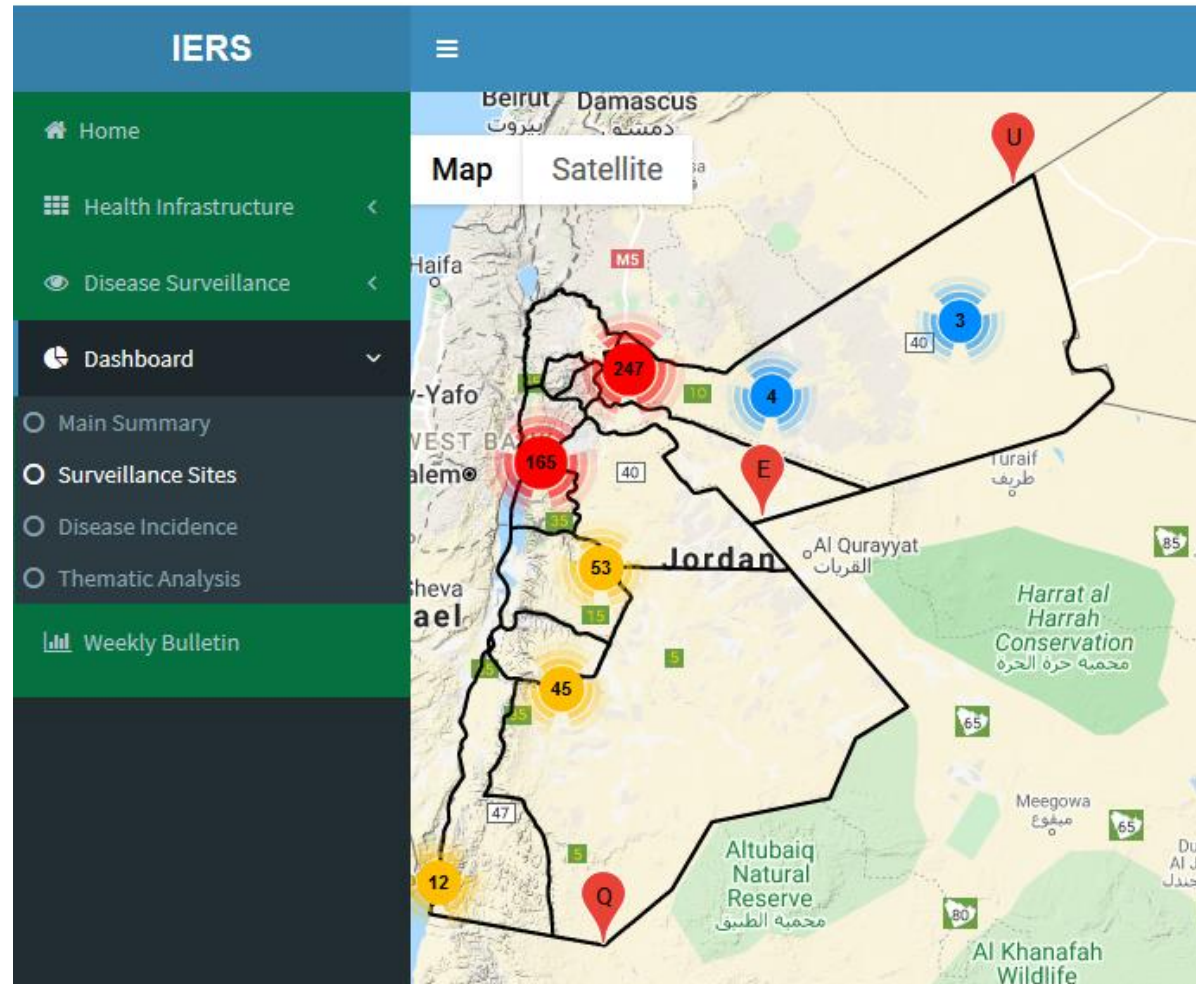 IERS
Home
Health Infrastructure
Disease Surveillance
Dashboard
Main Summary
Surveillance Sites
Disease Incidence
Thematic Analysis
Weekly Bulletin
Beirut
بيروت
Damascus
دمشق
Map
Satellite
U
Haifa
M5
3
40
247
4
10
v-Yafo
WEST BA
165
alem
40
E
Turaif
طريف
35
53
Jordan
Al Qurayyat
القريات
85
Sheva
ael
15
Harrat al
Harrah
Conservation
محمية حرة الحرة
5
45
35
65
47
Meegowa
ميقوع
65
5
Altubaiq
Natural
Reserve
محمية الطبيق
12
Q
80
Al Khanafah
Wildlife